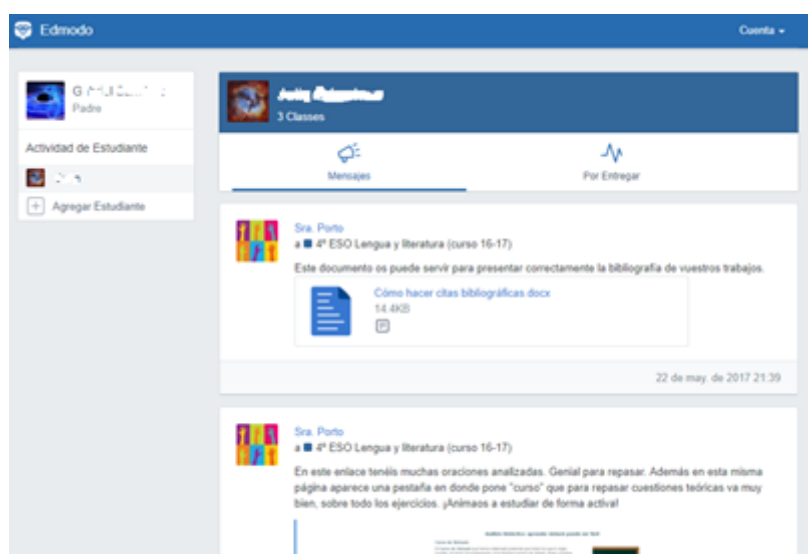 Edmodo
Cuenta
Padre
3 Classes
Actividad de Estudiante
Mensajes
Por Entregar
Agregar Estudiante
Sra. Porto
a 4º ESO Lengua y literatura (curso 16-17)
Este documento os puede servir para presentar correctamente la bibliografía de vuestros trabajos.
Cómo hacer citas bibliográficas.docx
14.4KB
22 de may. de 2017 21:39
Sra. Porto
a 4º ESO Lengua y literatura (curso 16-17)
En este enlace tenéis muchas oraciones analizadas. Genial para repasar. Además en esta misma
página aparece una pestaña en donde pone "curso" que para repasar cuestiones teóricas va muy
bien, sobre todo los ejercicios. ¡Animaos a estudiar de forma activa!